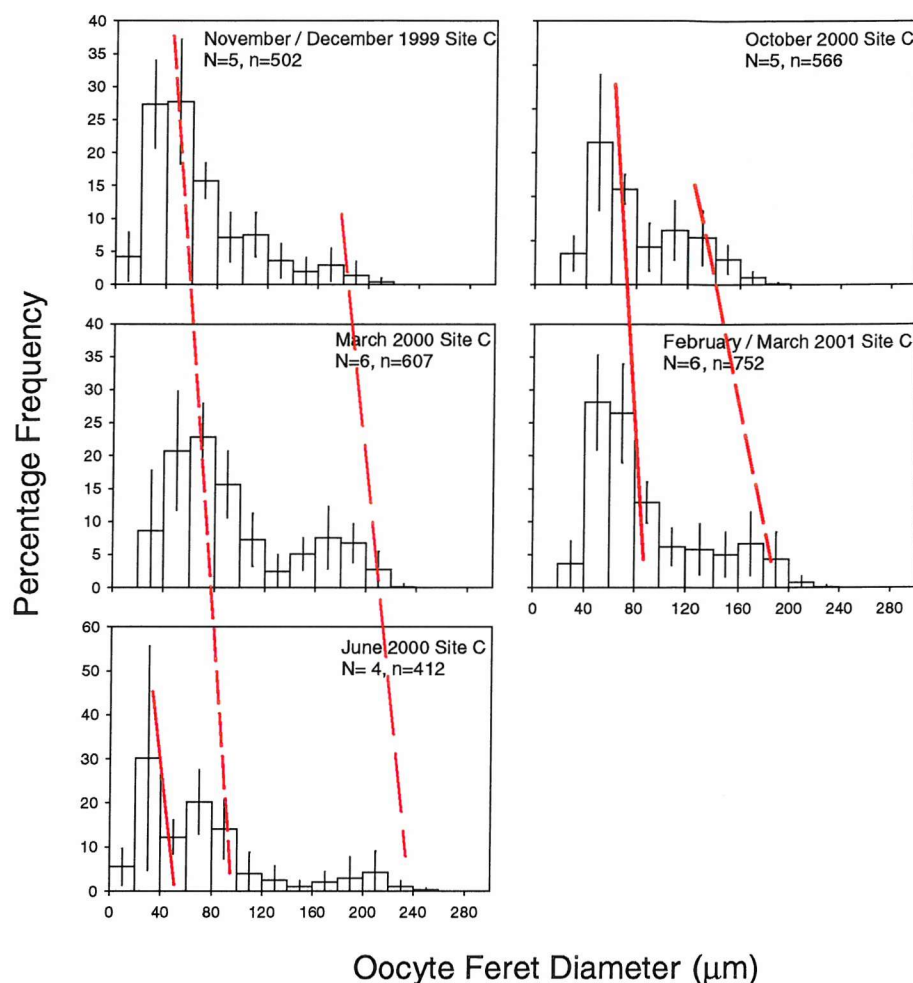 Percentage Frequency
40
35
30
25
20
15
10
5
0
November / December 1999 Site C
N=5, n=502
October 2000 Site C
N=5, n=566
40
35
30
25
20
15
10
5
0
March 2000 Site C
N=6, n=607
February / March 2001 Site C
N=6, n=752
0 40 80 120 160 200 240 280
60
50
40
30
20
10
0
June 2000 Site C
N= 4, n=412
0 40 80 120 160 200 240 280
Oocyte Feret Diameter (μm)